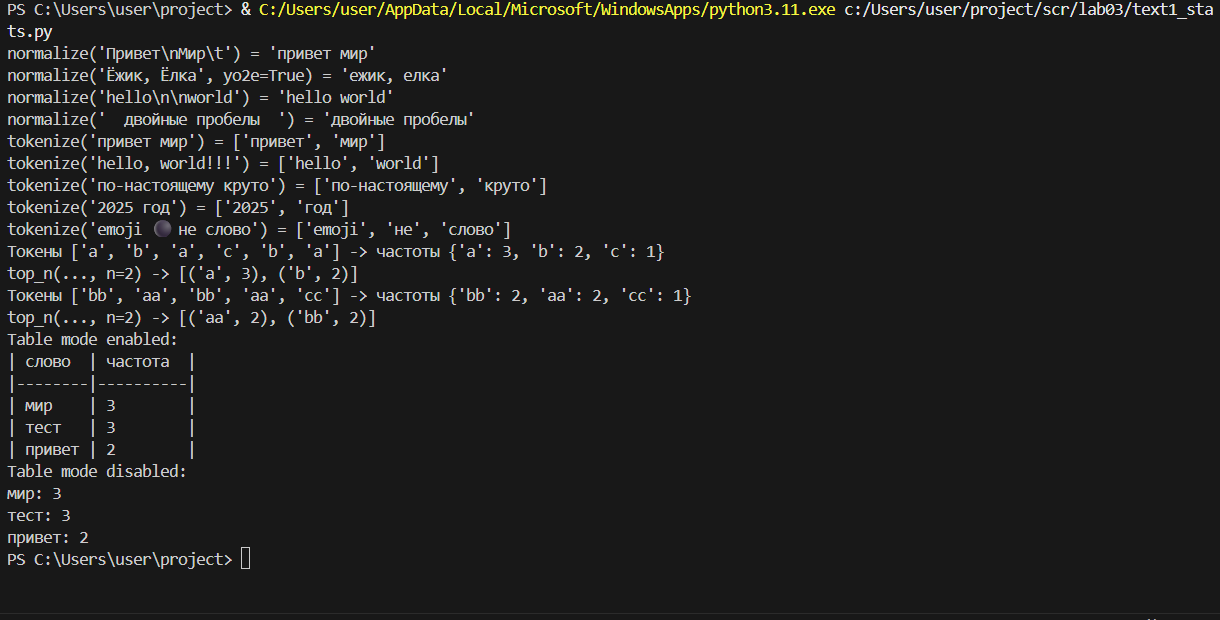 PS C:\Users\user\project> & C:/Users/user/AppData/Local/Microsoft/WindowsApps/python3.11.exe c:/Users/user/project/scr/lab03/text1_sta
ts.py
normalize('Привет\nМир\t') = 'привет мир'
normalize('Ёжик, Ёлка', yo2e=True) = 'ежик, елка'
normalize('hello\n\nworld') = 'hello world'
normalize('  двойные пробелы  ') = 'двойные пробелы'
tokenize('привет мир') = ['привет', 'мир']
tokenize('hello, world!!!') = ['hello', 'world']
tokenize('по-настоящему круто') = ['по-настоящему', 'круто']
tokenize('2025 год') = ['2025', 'год']
tokenize('emoji 🌑 не слово') = ['emoji', 'не', 'слово']
Токены ['a', 'b', 'a', 'c', 'b', 'a'] -> частоты {'a': 3, 'b': 2, 'c': 1}
top_n(..., n=2) -> [('a', 3), ('b', 2)]
Токены ['bb', 'aa', 'bb', 'aa', 'cc'] -> частоты {'bb': 2, 'aa': 2, 'cc': 1}
top_n(..., n=2) -> [('aa', 2), ('bb', 2)]
Table mode enabled:
| слово  | частота  |
|--------|----------|
| мир    | 3        |
| тест   | 3        |
| привет | 2        |
Table mode disabled:
мир: 3
тест: 3
привет: 2
PS C:\Users\user\project>